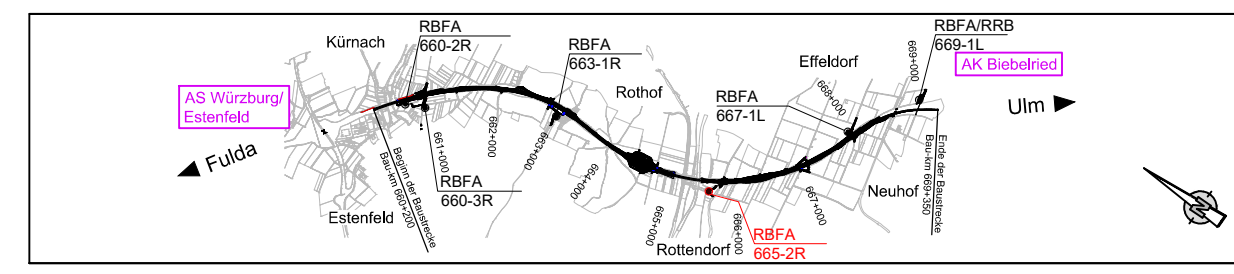 RBFA
660-2R
Kürnach
RBFA
663-1R
RBFA/RRB
669-1L
Effeldorf
669+000
AK Biebelried
AS Würzburg/
Estenfeld
Rothof
RBFA
667-1L
668+000
Ulm
Fulda
662+000
663+000
661+000
Beginn der Baustrecke
Bau-km 660+200
RBFA
660-3R
664+000
Ende der Baustrecke
Bau-km 669+350
Neuhof
667+000
Estenfeld
665+000
666+000
Rottendorf
RBFA
665-2R
N